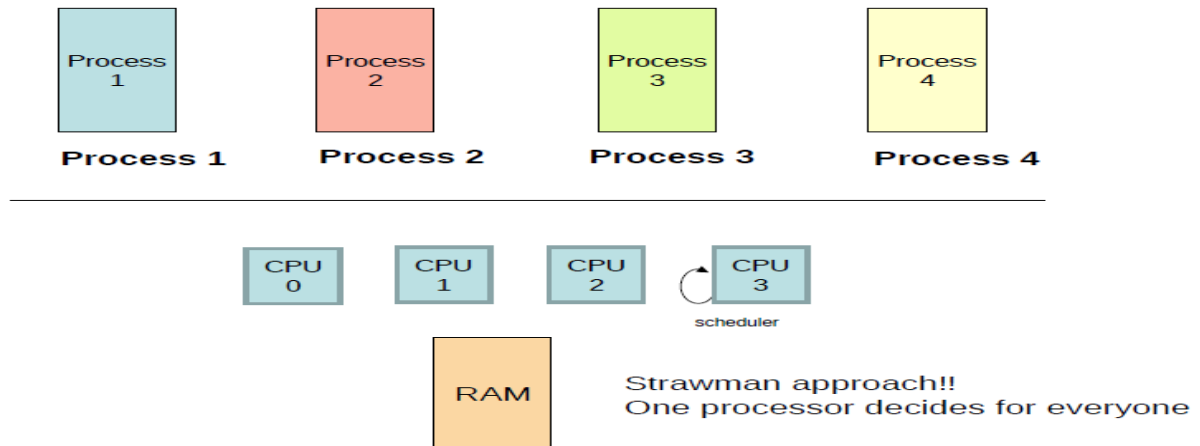 Process
1
Process
2
Process
3
Process
4
Process 1
Process 2
Process 3
Process 4
CPU
0
CPU
1
CPU
2
CPU
3
scheduler
RAM
Strawman approach!!
One processor decides for everyone